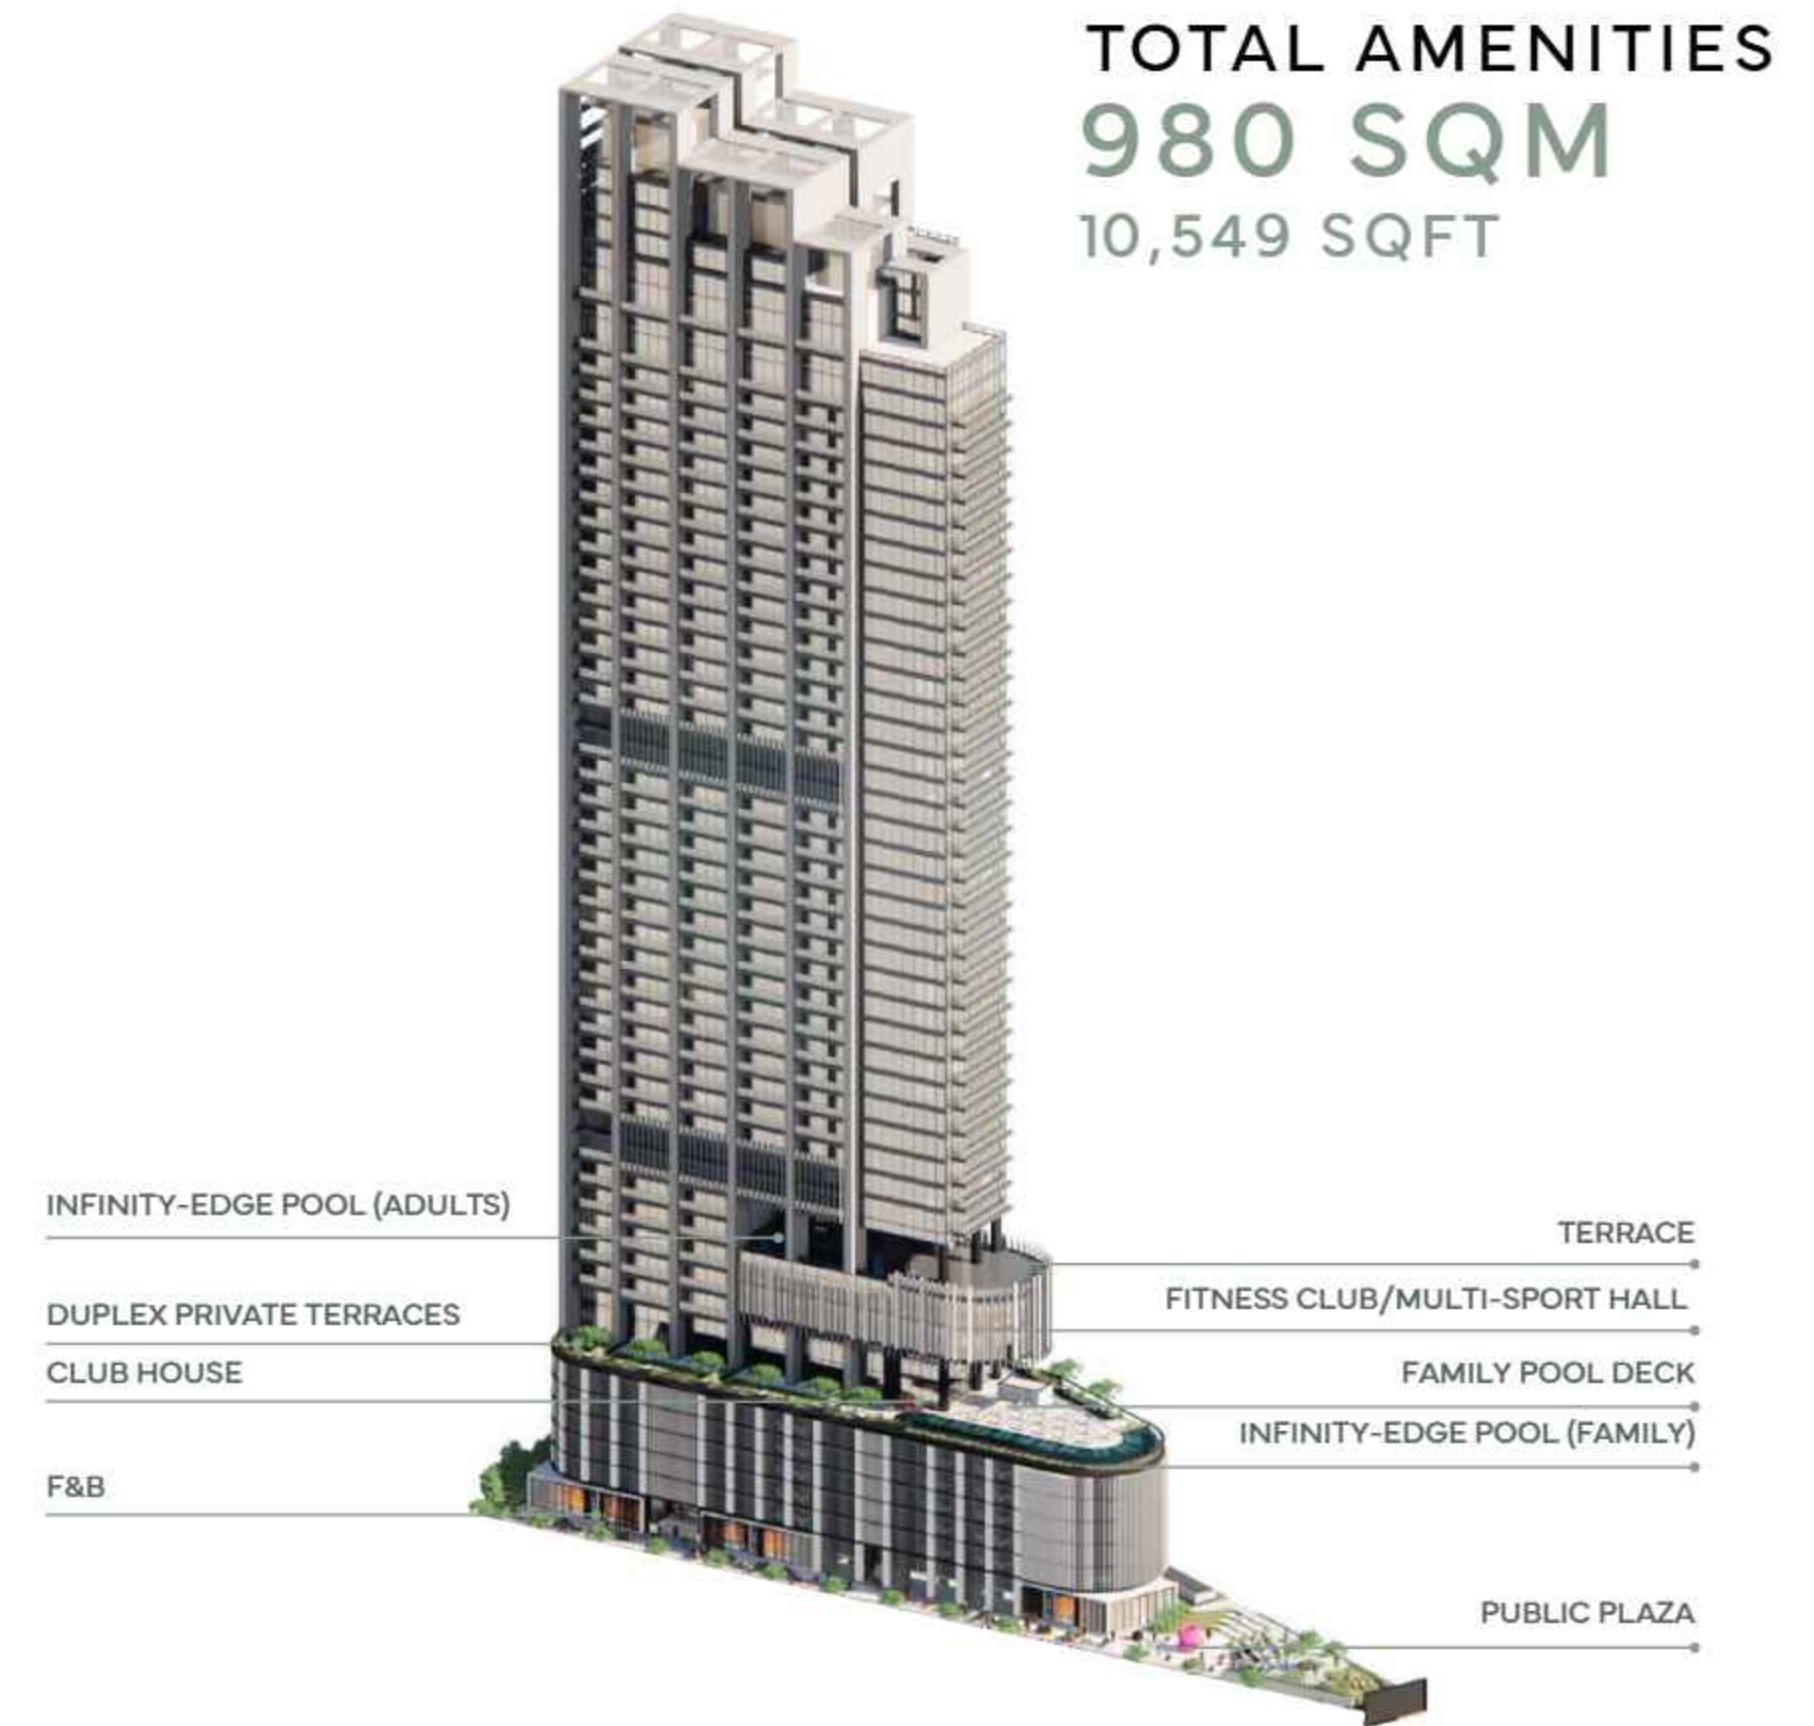 TOTAL AMENITIES
980 SQM
10,549 SQFT
INFINITY-EDGE POOL (ADULTS)
DUPLEX PRIVATE TERRACES
CLUB HOUSE
F&B
TERRACE
FITNESS CLUB/MULTI-SPORT HALL
FAMILY POOL DECK
INFINITY-EDGE POOL (FAMILY)
PUBLIC PLAZA